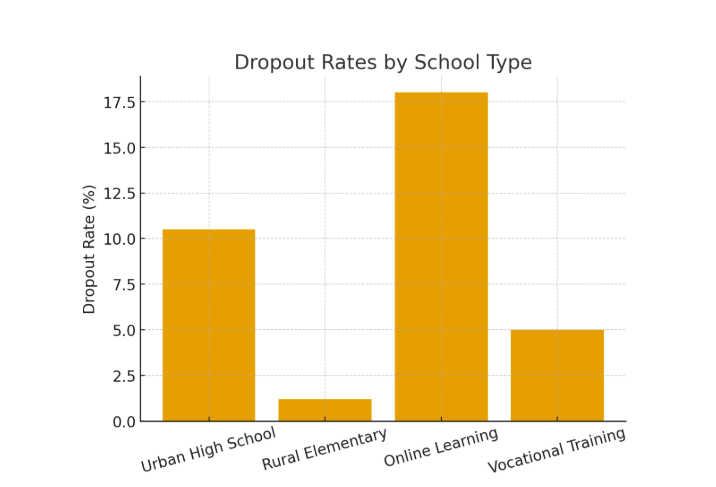 Dropout Rates by School Type
Dropout Rate (%)
17.5
15.0
12.5
10.0
7.5
5.0
2.5
0.0
Urban High School
Rural Elementary
Online Learning
Vocational Training